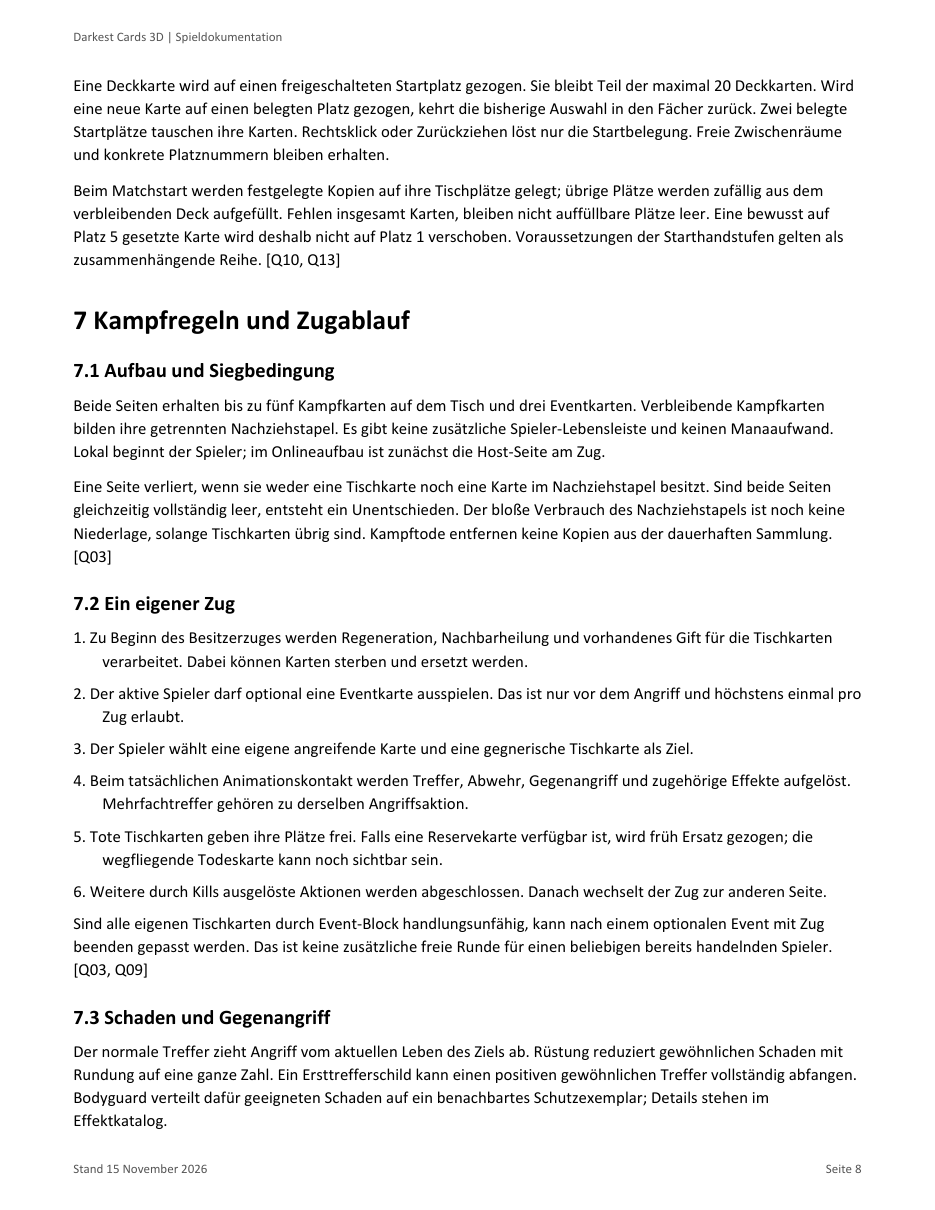 Darkest Cards 3D | Spieldokumentation
Eine Deckkarte wird auf einen freigeschalteten Startplatz gezogen. Sie bleibt Teil der maximal 20 Deckkarten. Wird
eine neue Karte auf einen belegten Platz gezogen, kehrt die bisherige Auswahl in den Fächer zurück. Zwei belegte
Startplätze tauschen ihre Karten. Rechtsklick oder Zurückziehen löst nur die Startbelegung. Freie Zwischenräume
und konkrete Platznummern bleiben erhalten.
Beim Matchstart werden festgelegte Kopien auf ihre Tischplätze gelegt; übrige Plätze werden zufällig aus dem
verbleibenden Deck aufgefüllt. Fehlen insgesamt Karten, bleiben nicht auffüllbare Plätze leer. Eine bewusst auf
Platz 5 gesetzte Karte wird deshalb nicht auf Platz 1 verschoben. Voraussetzungen der Starthandstufen gelten als
zusammenhängende Reihe. [Q10, Q13]
7 Kampfregeln und Zugablauf
7.1 Aufbau und Siegbedingung
Beide Seiten erhalten bis zu fünf Kampfkarten auf dem Tisch und drei Eventkarten. Verbleibende Kampfkarten
bilden ihre getrennten Nachziehstapel. Es gibt keine zusätzliche Spieler-Lebensleiste und keinen Manaaufwand.
Lokal beginnt der Spieler; im Onlineaufbau ist zunächst die Host-Seite am Zug.
Eine Seite verliert, wenn sie weder eine Tischkarte noch eine Karte im Nachziehstapel besitzt. Sind beide Seiten
gleichzeitig vollständig leer, entsteht ein Unentschieden. Der bloße Verbrauch des Nachziehstapels ist noch keine
Niederlage, solange Tischkarten übrig sind. Kampftode entfernen keine Kopien aus der dauerhaften Sammlung.
[Q03]
7.2 Ein eigener Zug
1. Zu Beginn des Besitzerzuges werden Regeneration, Nachbarheilung und vorhandenes Gift für die Tischkarten
verarbeitet. Dabei können Karten sterben und ersetzt werden.
2. Der aktive Spieler darf optional eine Eventkarte ausspielen. Das ist nur vor dem Angriff und höchstens einmal pro
Zug erlaubt.
3. Der Spieler wählt eine eigene angreifende Karte und eine gegnerische Tischkarte als Ziel.
4. Beim tatsächlichen Animationskontakt werden Treffer, Abwehr, Gegenangriff und zugehörige Effekte aufgelöst.
Mehrfachtreffer gehören zu derselben Angriffsaktion.
5. Tote Tischkarten geben ihre Plätze frei. Falls eine Reservekarte verfügbar ist, wird früh Ersatz gezogen; die
wegfliegende Todeskarte kann noch sichtbar sein.
6. Weitere durch Kills ausgelöste Aktionen werden abgeschlossen. Danach wechselt der Zug zur anderen Seite.
Sind alle eigenen Tischkarten durch Event-Block handlungsunfähig, kann nach einem optionalen Event mit Zug
beenden gepasst werden. Das ist keine zusätzliche freie Runde für einen beliebigen bereits handelnden Spieler.
[Q03, Q09]
7.3 Schaden und Gegenangriff
Der normale Treffer zieht Angriff vom aktuellen Leben des Ziels ab. Rüstung reduziert gewöhnlichen Schaden mit
Rundung auf eine ganze Zahl. Ein Ersttrefferschild kann einen positiven gewöhnlichen Treffer vollständig abfangen.
Bodyguard verteilt dafür geeigneten Schaden auf ein benachbartes Schutzexemplar; Details stehen im
Effektkatalog.
Stand 15 November 2026
Seite 8